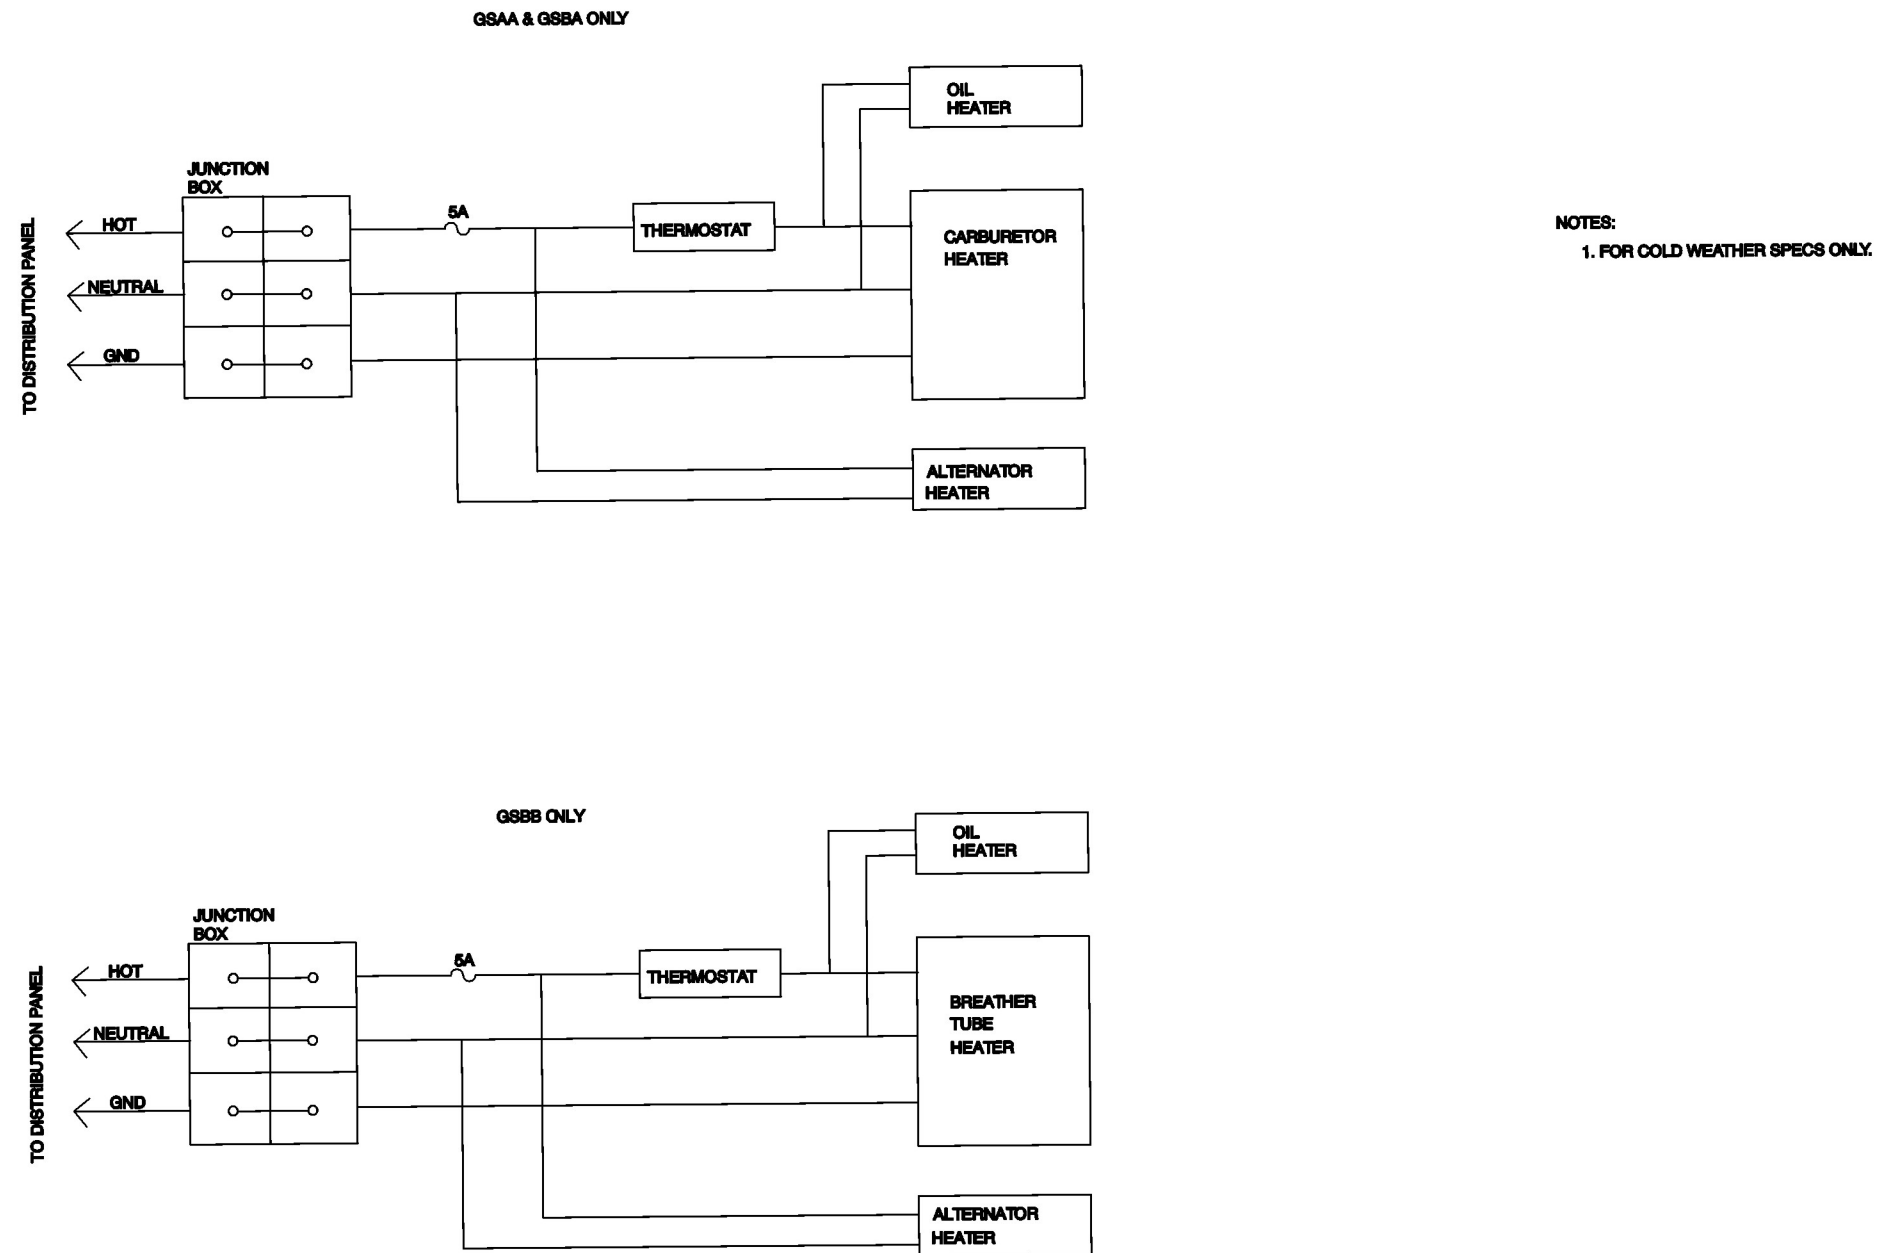 GSAA & GSBA ONLY
OIL
HEATER
JUNCTION
BOX
TO DISTRIBUTION PANEL
HOT
5A
THERMOSTAT
CARBURETOR
HEATER
NEUTRAL
GND
ALTERNATOR
HEATER
NOTES:
1. FOR COLD WEATHER SPECS ONLY.
GSBB ONLY
OIL
HEATER
JUNCTION
BOX
TO DISTRIBUTION PANEL
HOT
5A
THERMOSTAT
BREATHER
TUBE
HEATER
NEUTRAL
GND
ALTERNATOR
HEATER